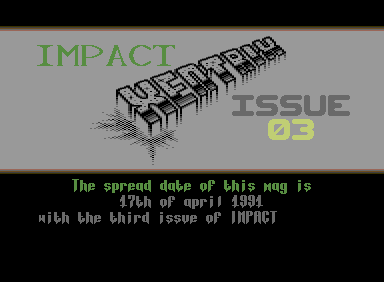 IMPACT
ISSUE
03
The spread date of this mag is
17th of april 1991
with the third issue of IMPACT